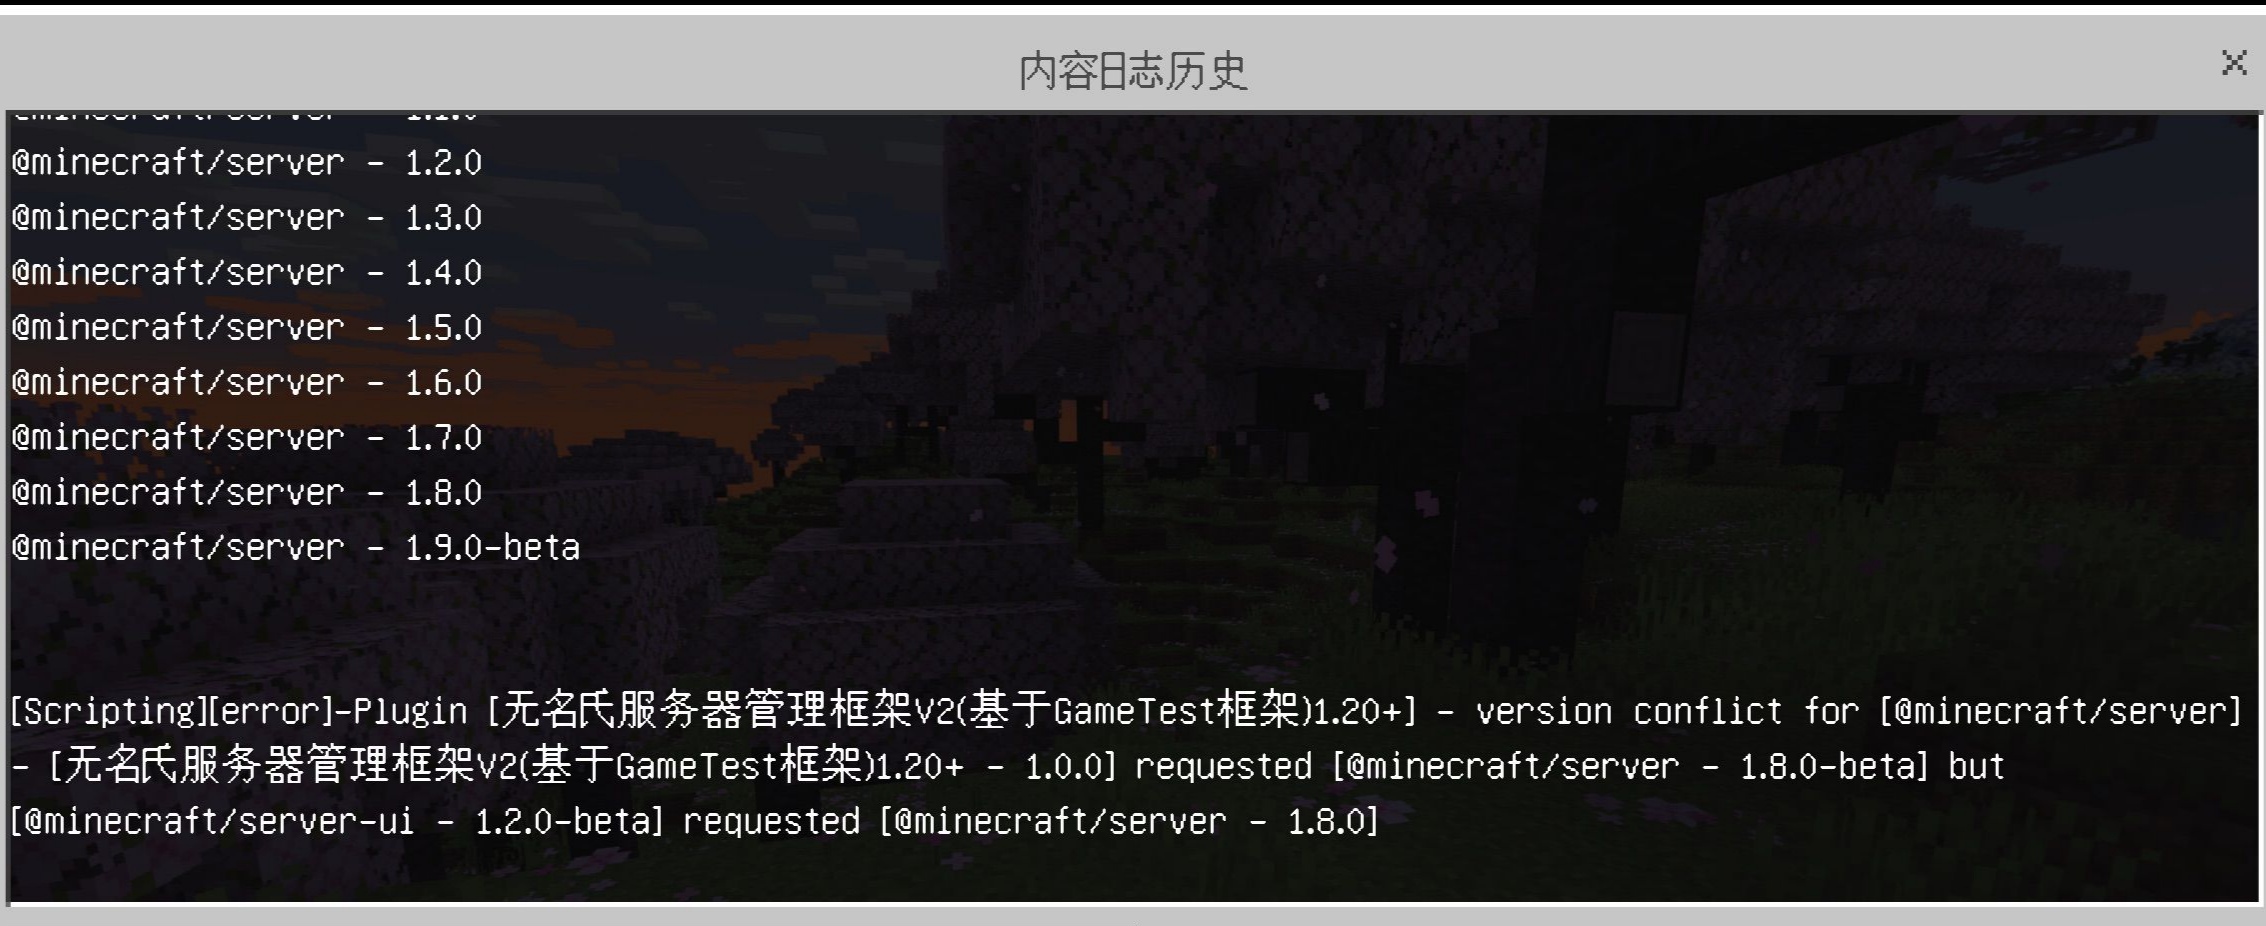 内容日志历史
@minecraft/server - 1.1.0
@minecraft/server - 1.2.0
@minecraft/server - 1.3.0
@minecraft/server - 1.4.0
@minecraft/server - 1.5.0
@minecraft/server - 1.6.0
@minecraft/server - 1.7.0
@minecraft/server - 1.8.0
@minecraft/server - 1.9.0-beta
[Scripting][error]-Plugin [无名氏服务器管理框架V2(基于GameTest框架)1.20+] - version conflict for [@minecraft/server]
- [无名氏服务器管理框架V2(基于GameTest框架)1.20+ - 1.0.0] requested [@minecraft/server - 1.8.0-beta] but
[@minecraft/server-ui - 1.2.0-beta] requested [@minecraft/server - 1.8.0]